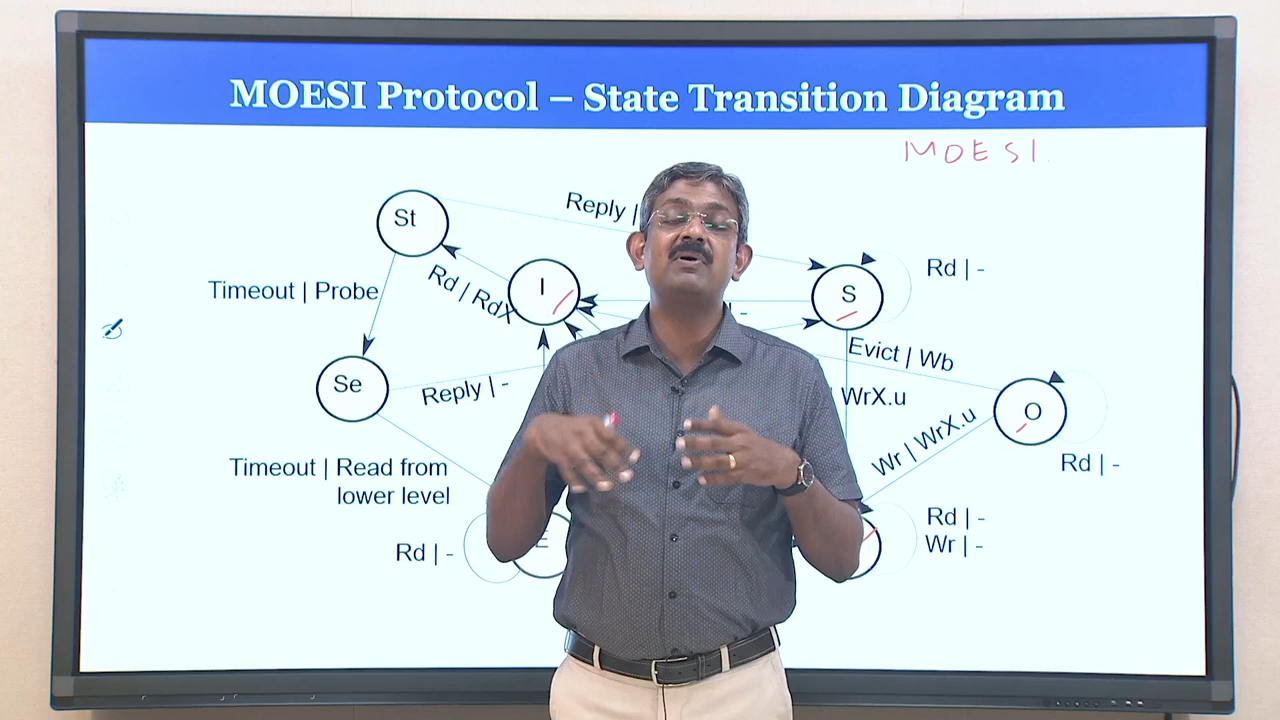 MOESI Protocol – State Transition Diagram
MOESI
St
Reply |
Rd | -
Rd / RdX
I
S
Timeout | Probe
-
Evict | Wb
Se
Reply | -
WrX.u
O
Wr | WrX.u
Rd | -
Timeout | Read from
lower level
Rd | -
Wr | -
Rd | -
E